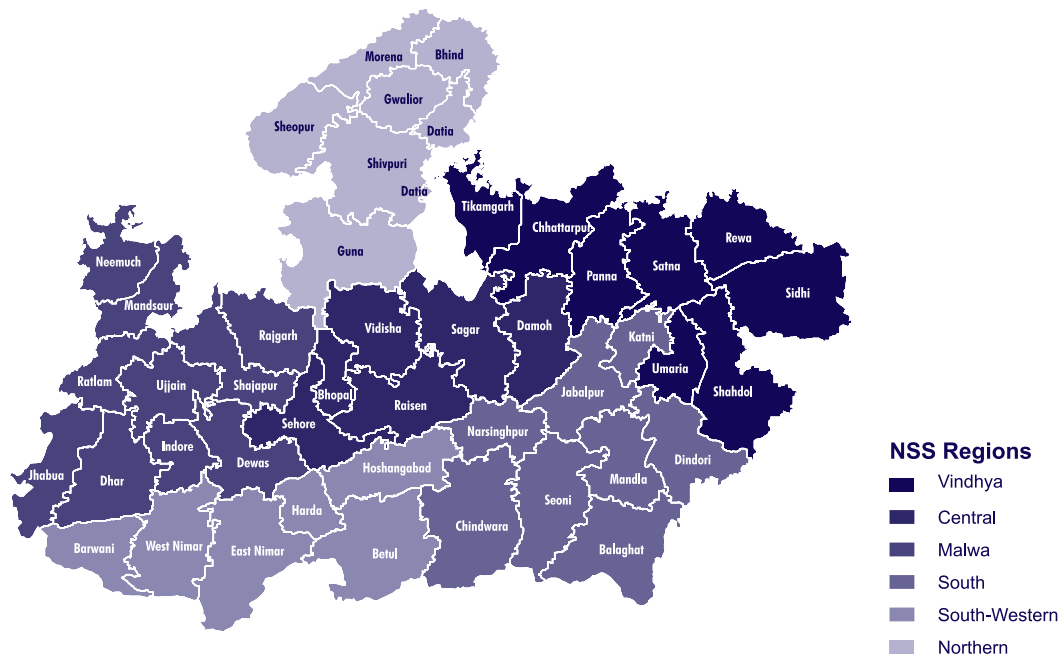 Morena
Bhind
Gwalior
Sheopur
Datia
Shivpuri
Datia
Tikamgarh
Chhattarpur
Rewa
Guna
Neemuch
Panna
Satna
Sidhi
Mandsaur
Rajgarh
Vidisha
Sagar
Damoh
Katni
Umaria
Ratlam
Ujjain
Shajapur
Bhopal
Raisen
Jabalpur
Shahdol
Sehore
Narsinghpur
Indore
Dewas
Hoshangabad
Dindori
Jhabua
Dhar
Mandla
Seoni
Harda
Chindwara
Barwani
West Nimar
East Nimar
Betul
Balaghat
NSS Regions
Vindhya
Central
Malwa
South
South-Western
Northern